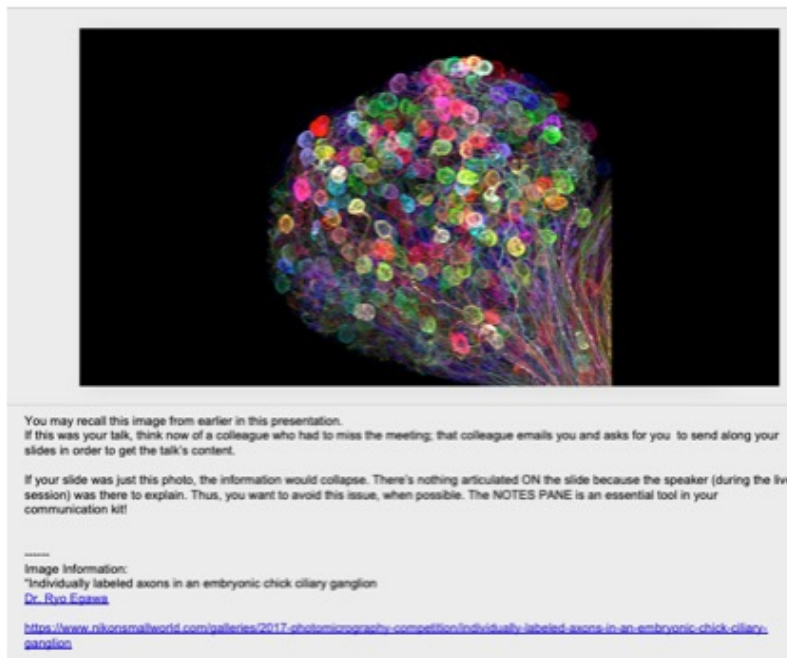 You may recall this image from earlier in this presentation.
If this was your talk, think now of a colleague who had to miss the meeting; that colleague emails you and asks for you to send along your
slides in order to get the talk's content.
If your slide was just this photo, the information would collapse. There's nothing articulated ON the slide because the speaker (during the liv
session) was there to explain. Thus, you want to avoid this issue, when possible. The NOTES PANE is an essential tool in your
communication kit!
------
Image Information:
"Individually labeled axons in an embryonic chick ciliary ganglion
Dr. Ryo Egawa
https://www.nikonsmallworld.com/galleries/2017-photomicrography-competition/individually-labeled-axons-in-an-embryonic-chick-ciliary-
ganglion